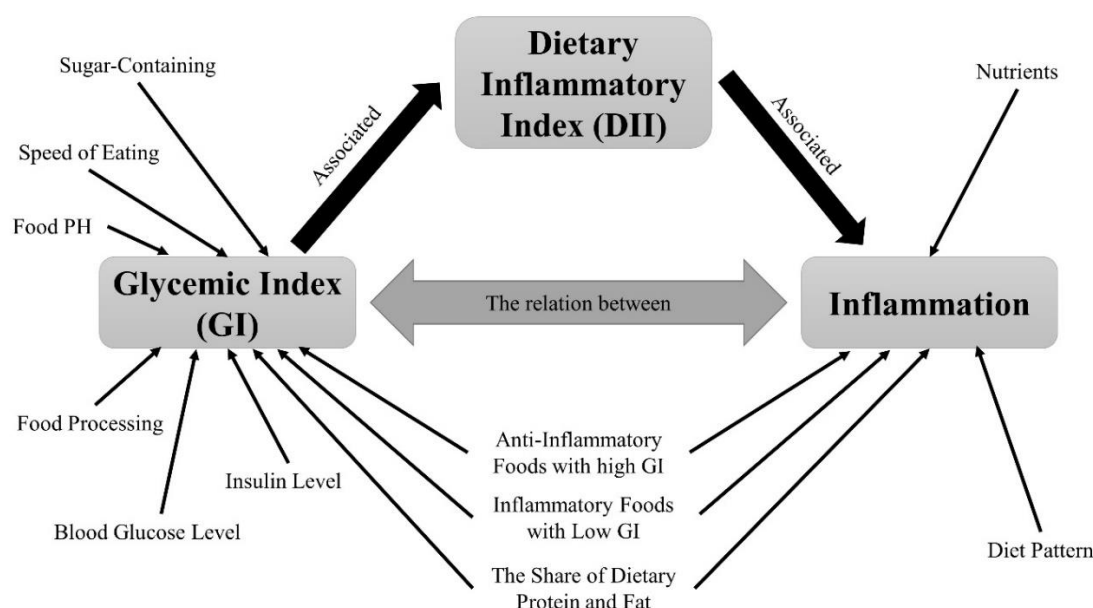 Dietary
Inflammatory
Index (DII)
Sugar-Containing
Nutrients
Associated
Associated
Speed of Eating
Food PH
Glycemic Index
(GI)
The relation between
Inflammation
Food Processing
Insulin Level
Blood Glucose Level
Anti-Inflammatory
Foods with high GI
Inflammatory Foods
with Low GI
The Share of Dietary
Protein and Fat
Diet Pattern